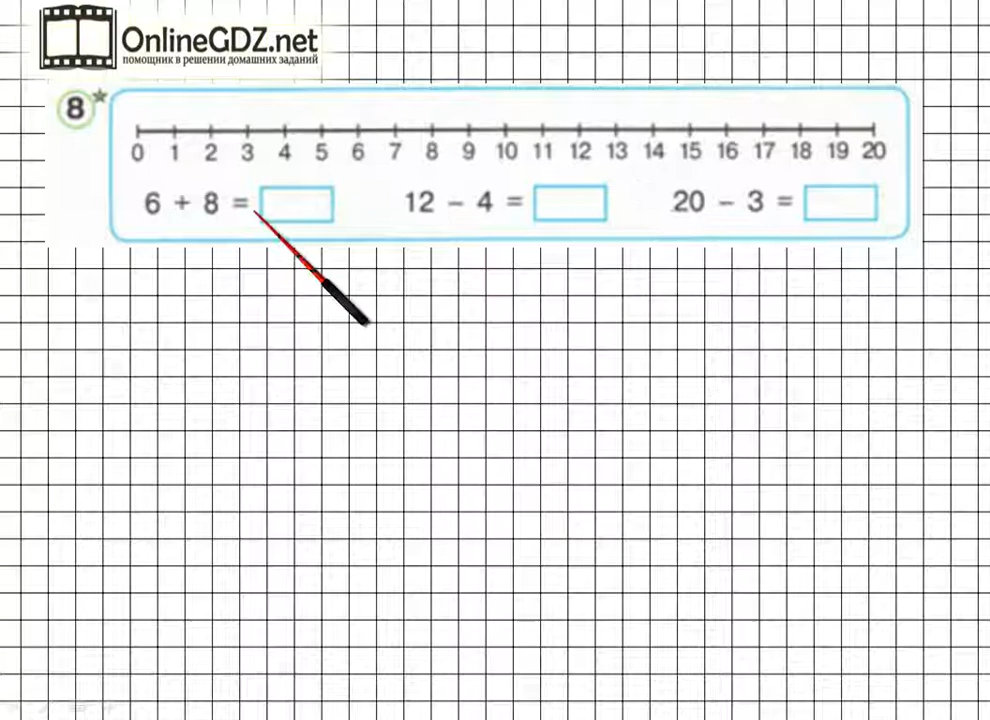 OnlineGDZ.net
помощник в решении домашних заданий
8
0 1 2 3 4 5 6 7 8 9 10 11 12 13 14 15 16 17 18 19 20
6 + 8 = 12 − 4 = 20 − 3 =